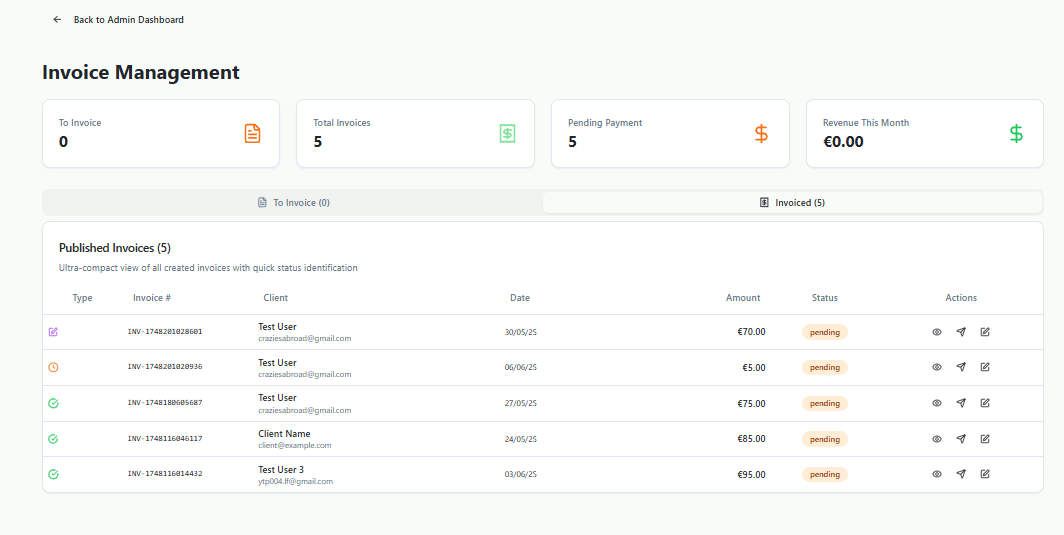 Back to Admin Dashboard
Invoice Management
To Invoice
0
Total Invoices
5
Pending Payment
5
Revenue This Month
€0.00
To Invoice (0)
Invoiced (5)
Published Invoices (5)
Ultra-compact view of all created invoices with quick status identification
Type Invoice # Client Date Amount Status Actions
INV-1748201028601 Test User craziesabroad@gmail.com 30/05/25 €70.00 pending
INV-1748201020936 Test User craziesabroad@gmail.com 06/06/25 €5.00 pending
INV-1748180605687 Test User craziesabroad@gmail.com 27/05/25 €75.00 pending
INV-1748116046117 Client Name client@example.com 24/05/25 €85.00 pending
INV-1748116014432 Test User 3 ytp004.lf@gmail.com 03/06/25 €95.00 pending